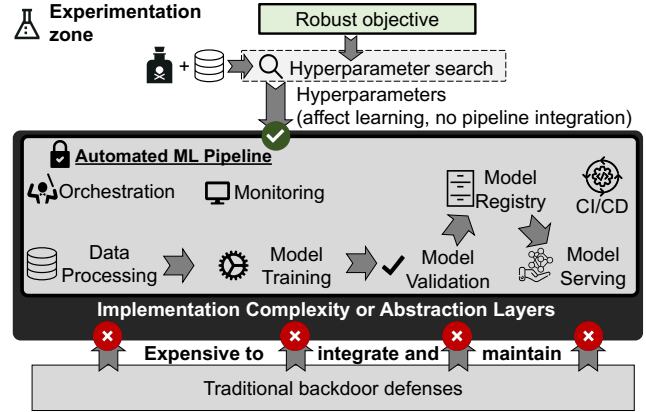 Experimentation
zone
Robust objective
+
Hyperparameter search
Hyperparameters
(affect learning, no pipeline integration)
Automated ML Pipeline
Orchestration
Monitoring
Model
Registry
CI/CD
Data
Processing
Model
Training
Model
Validation
Model
Serving
Implementation Complexity or Abstraction Layers
Expensive to integrate and maintain
Traditional backdoor defenses